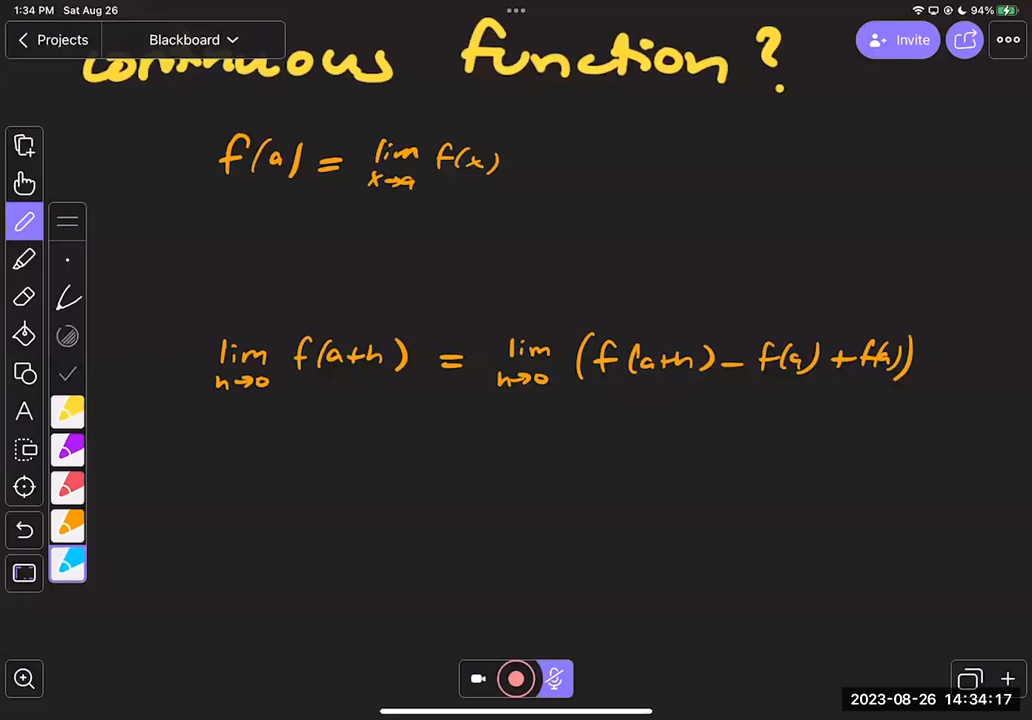 1:34 PM Sat Aug 26
94%
Projects
Blackboard
Invite
continuous function?
f(a) = lim f(x)
x→a
lim f(a+h) = lim (f(a+h) - f(a) + f(a))
h→0 h→0
A
2023-08-26 14:34:17